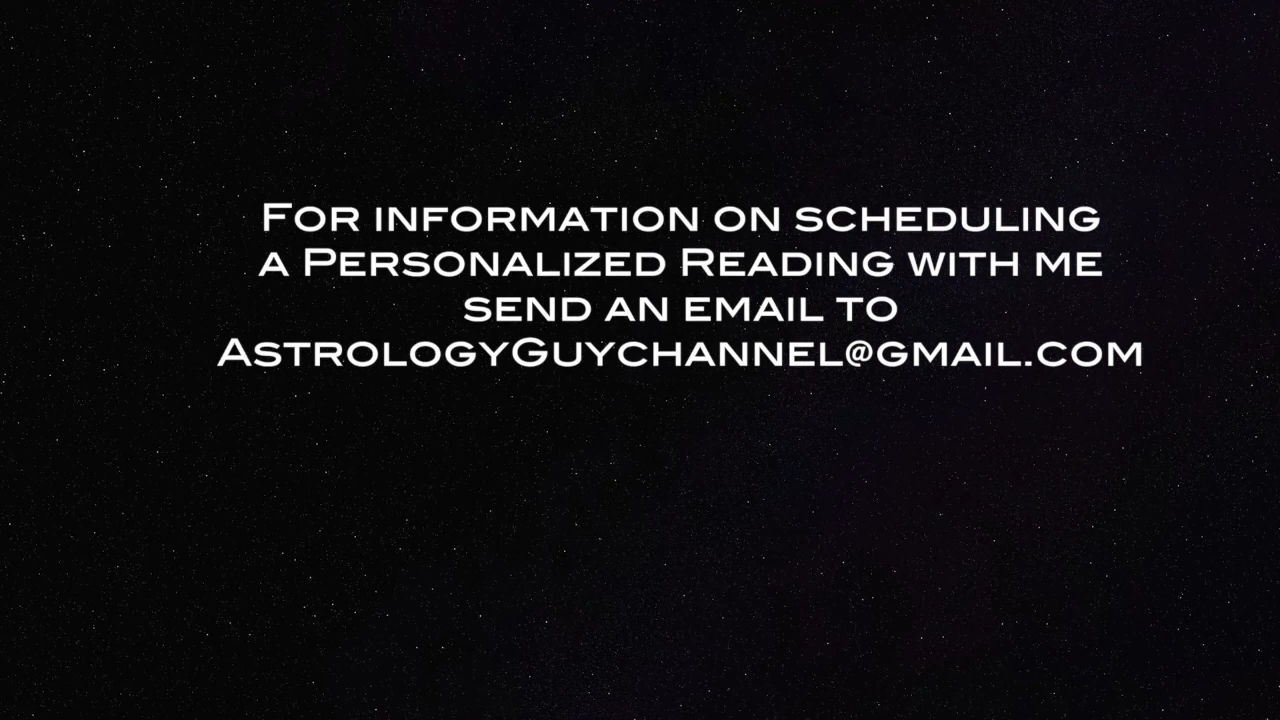 For information on scheduling
a Personalized Reading with me
send an email to
AstrologyGuychannel@gmail.com